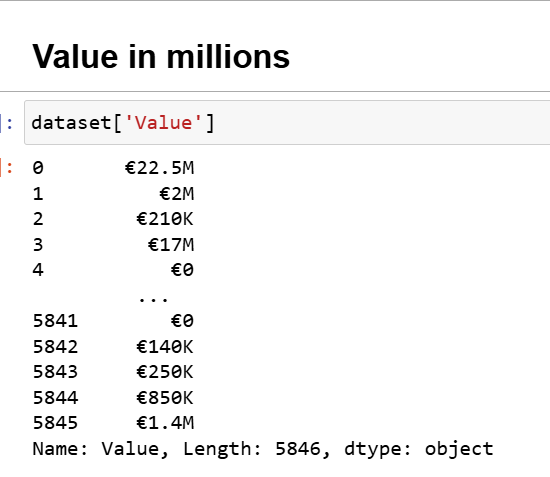 Value in millions
]: dataset['Value']
]: 0 €22.5M
1 €2M
2 €210K
3 €17M
4 €0
...
5841 €0
5842 €140K
5843 €250K
5844 €850K
5845 €1.4M
Name: Value, Length: 5846, dtype: object